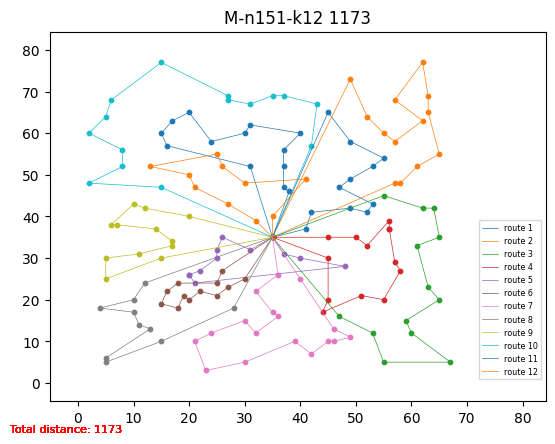 M-n151-k12 1173
80
70
60
50
40
30
20
10
0
route 1
route 2
route 3
route 4
route 5
route 6
route 7
route 8
route 9
route 10
route 11
route 12
0 10 20 30 40 50 60 70 80
Total distance: 1173